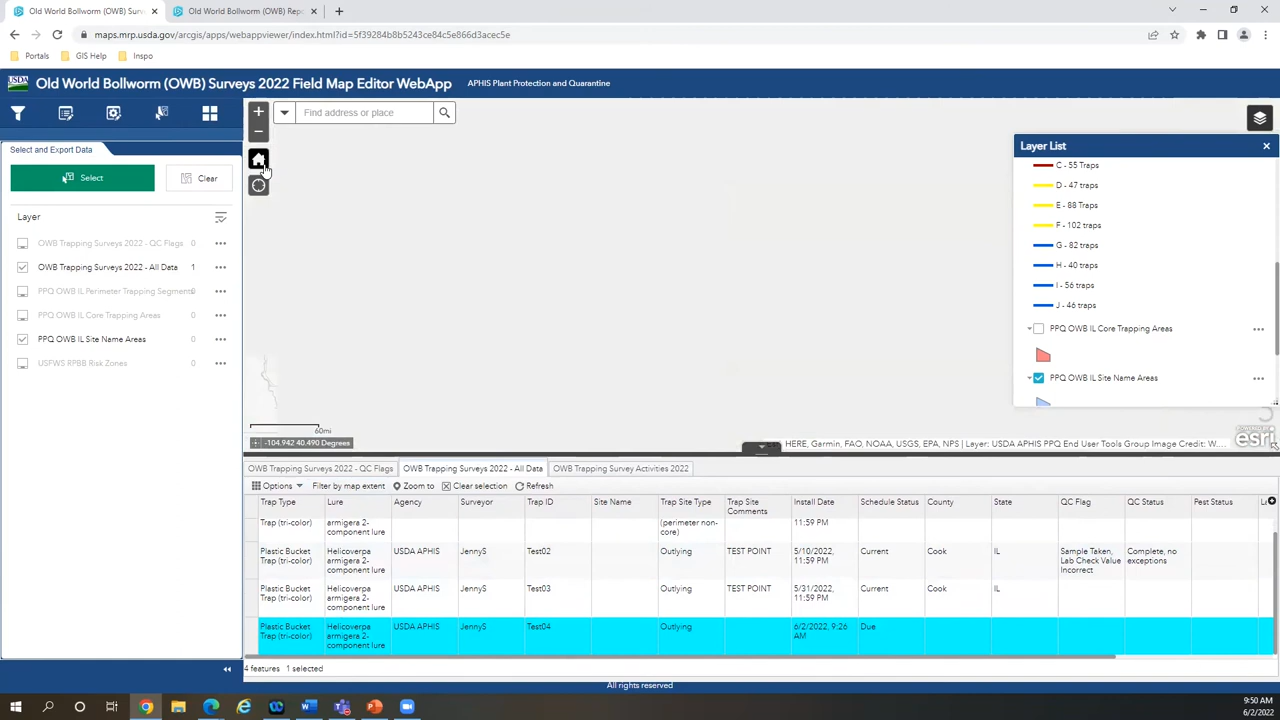 Old World Bollworm (OWB) Sur
Old World Bollworm (OWB) Rep
maps.mrp.usda.gov/arcgis/apps/webappviewer/index.html?id=5f39284b8b5243ce84c5e866d3acec5e
Portals GIS Help Inspo
USDA Old World Bollworm (OWB) Surveys 2022 Field Map Editor WebApp APHIS Plant Protection and Quarantine
Find address or place
Select and Export Data
Select Clear
Layer
OWB Trapping Surveys 2022 - QC Flags 0
OWB Trapping Surveys 2022 - All Data 1
PPQ OWB IL Perimeter Trapping Segments 0
PPQ OWB IL Core Trapping Areas 0
PPQ OWB IL Site Name Areas 0
USFWS RPBB Risk Zones 0
Layer List
C - 55 Traps
D - 47 traps
E - 88 Traps
F - 102 traps
G - 82 traps
H - 40 traps
I - 56 traps
J - 46 traps
PPQ OWB IL Core Trapping Areas
PPQ OWB IL Site Name Areas
60mi
-104.942 40.490 Degrees
HERE, Garmin, FAO, NOAA, USGS, EPA, NPS | Layer: USDA APHIS PPQ End User Tools Group Image Credit: W...
POWERED BY
esri
OWB Trapping Surveys 2022 - QC Flags
OWB Trapping Surveys 2022 - All Data
OWB Trapping Survey Activities 2022
Options Filter by map extent Zoom to Clear selection Refresh
Trap Type Lure Agency Surveyor Trap ID Site Name Trap Site Type Trap Site Comments Install Date Schedule Status County State QC Flag QC Status Pest Status
Trap (tri-color) armigera 2-component lure (perimeter non-core) 11:59 PM
Plastic Bucket Trap (tri-color) Helicoverpa armigera 2-component lure USDA APHIS JennyS Test02 Outlying TEST POINT 5/10/2022, 11:59 PM Current Cook IL Sample Taken, Lab Check Value Incorrect Complete, no exceptions
Plastic Bucket Trap (tri-color) Helicoverpa armigera 2-component lure USDA APHIS JennyS Test03 Outlying TEST POINT 5/31/2022, 11:59 PM Current Cook IL
Plastic Bucket Trap (tri-color) Helicoverpa armigera 2-component lure USDA APHIS JennyS Test04 Outlying 6/2/2022, 9:26 AM Due
4 features 1 selected
All rights reserved
9:50 AM
6/2/2022